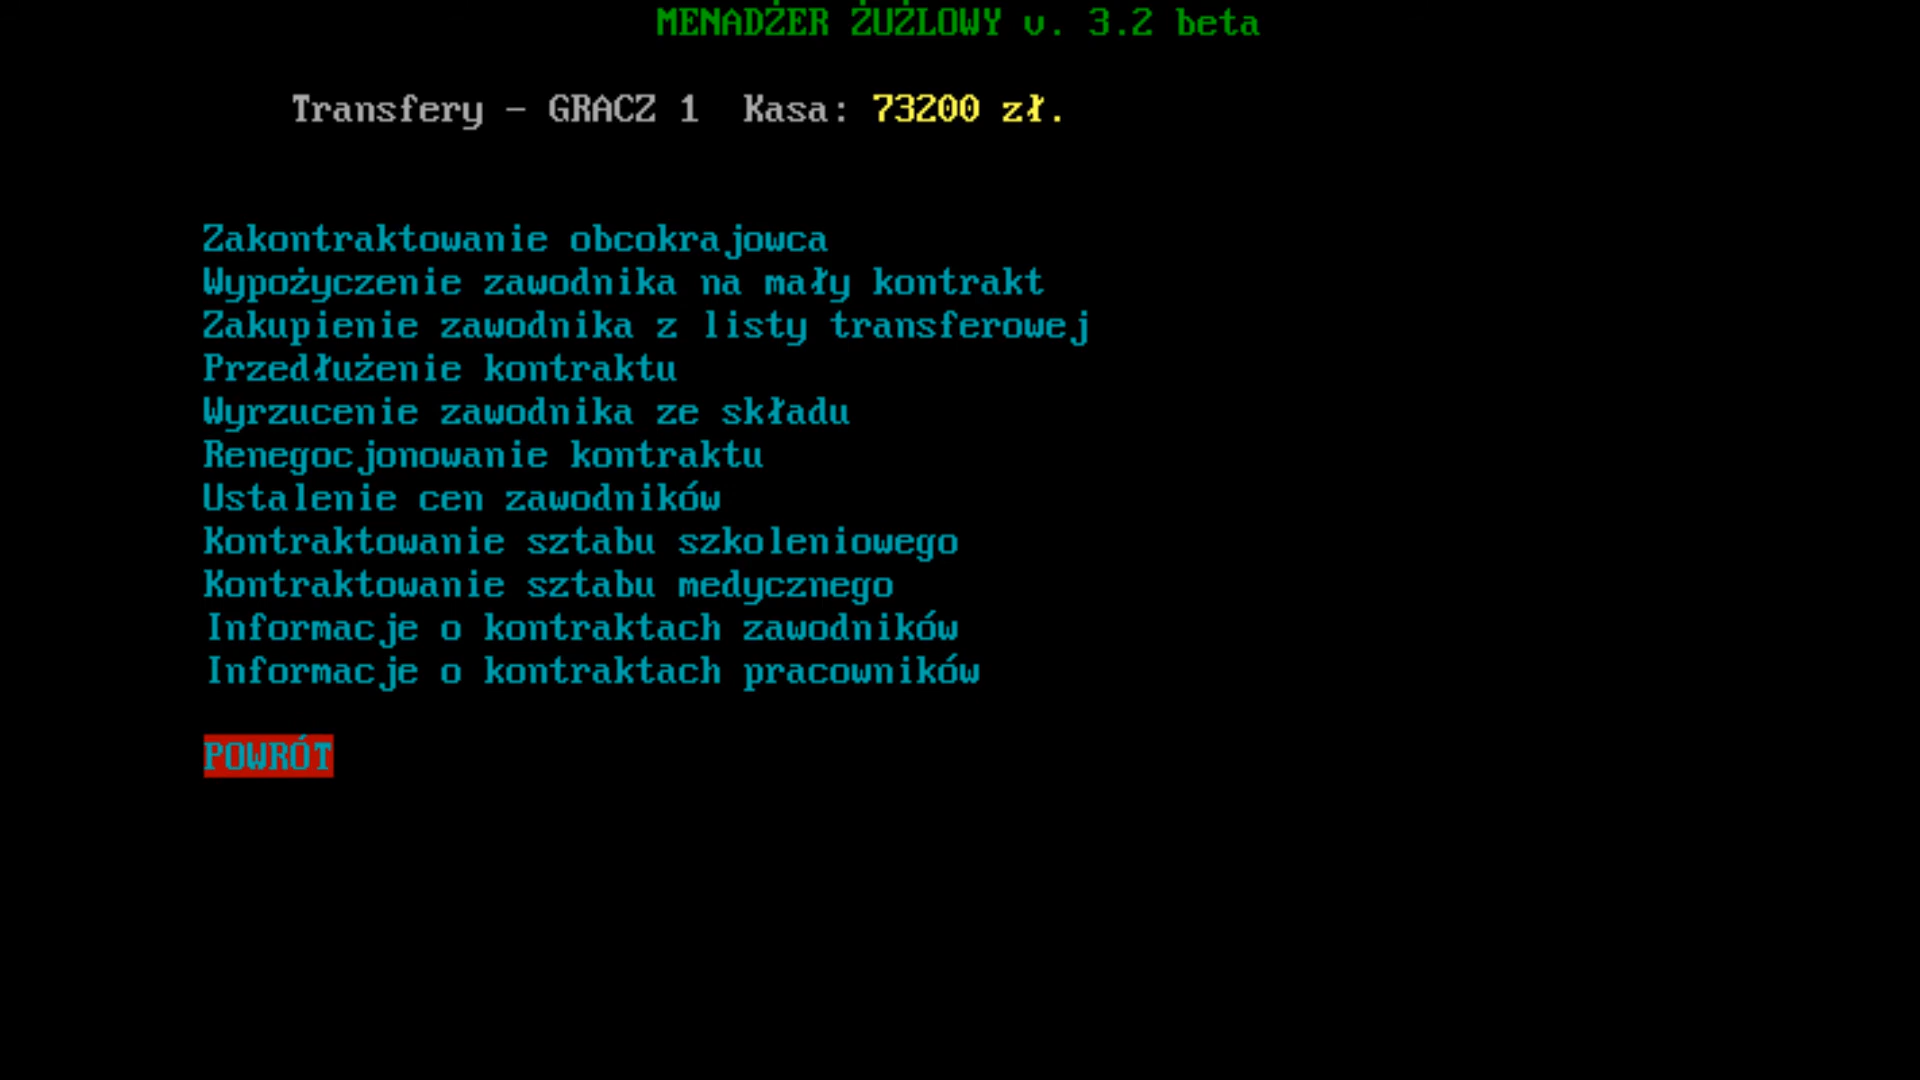 MENADŻER ŻUŻLOWY v. 3.2 beta
Transfery - GRACZ 1 Kasa: 73200 zł.
Zakontraktowanie obcokrajowca
Wypożyczenie zawodnika na mały kontrakt
Zakupienie zawodnika z listy transferowej
Przedłużenie kontraktu
Wyrzucenie zawodnika ze składu
Renegocjonowanie kontraktu
Ustalenie cen zawodników
Kontraktowanie sztabu szkoleniowego
Kontraktowanie sztabu medycznego
Informacje o kontraktach zawodników
Informacje o kontraktach pracowników
POWRÓT